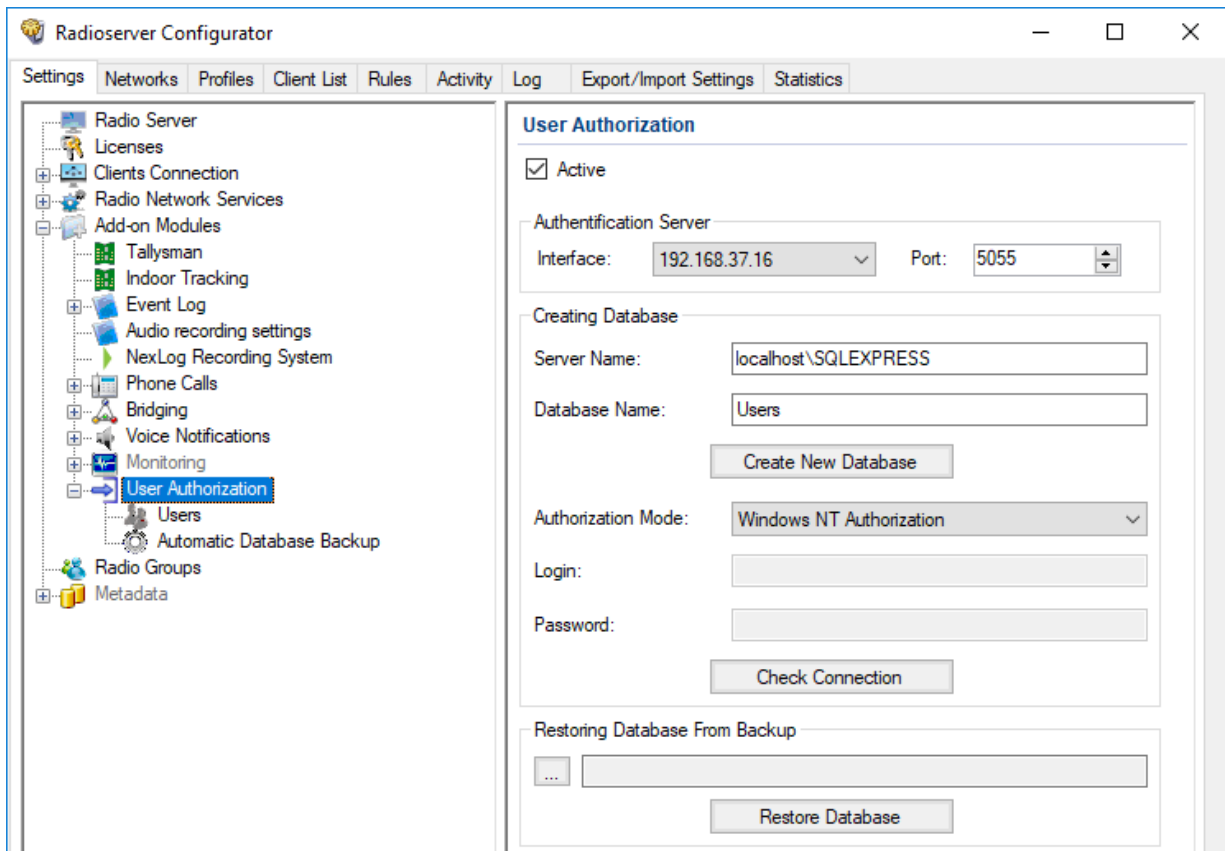 Radioserver Configurator
Settings Networks Profiles Client List Rules Activity Log Export/Import Settings Statistics
Radio Server
Licenses
Clients Connection
Radio Network Services
Add-on Modules
Tallysman
Indoor Tracking
Event Log
Audio recording settings
NexLog Recording System
Phone Calls
Bridging
Voice Notifications
Monitoring
User Authorization
Users
Automatic Database Backup
Radio Groups
Metadata
User Authorization
Active
Authentification Server
Interface: 192.168.37.16 Port: 5055
Creating Database
Server Name: localhost\SQLEXPRESS
Database Name: Users
Create New Database
Authorization Mode: Windows NT Authorization
Login:
Password:
Check Connection
Restoring Database From Backup
...
Restore Database